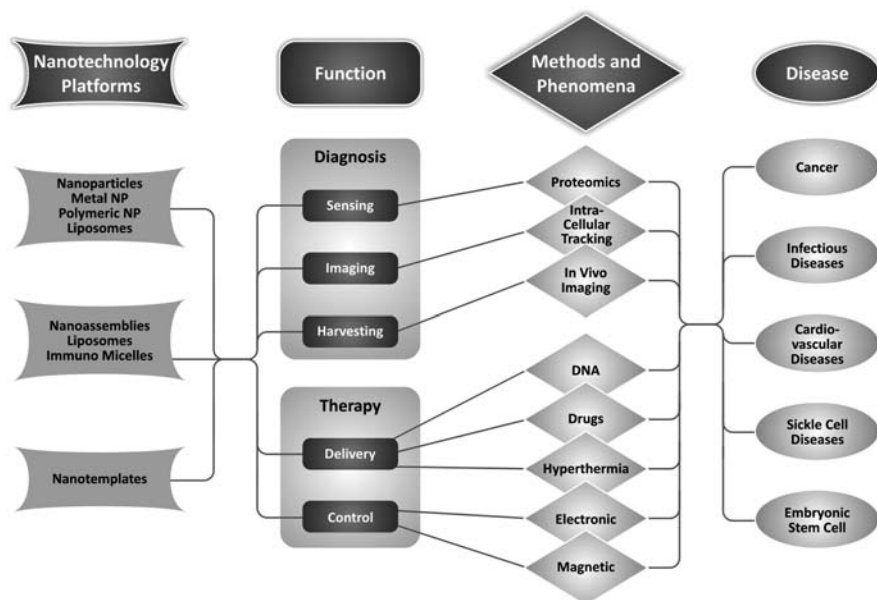 Nanotechnology
Platforms
Function
Methods and
Phenomena
Disease
Nanoparticles
Metal NP
Polymeric NP
Liposomes
Nanoassemblies
Liposomes
Immuno Micelles
Nanotemplates
Diagnosis
Sensing
Imaging
Harvesting
Therapy
Delivery
Control
Proteomics
Intra-
Cellular
Tracking
In Vivo
Imaging
DNA
Drugs
Hyperthermia
Electronic
Magnetic
Cancer
Infectious
Diseases
Cardio-
vascular
Diseases
Sickle Cell
Diseases
Embryonic
Stem Cell